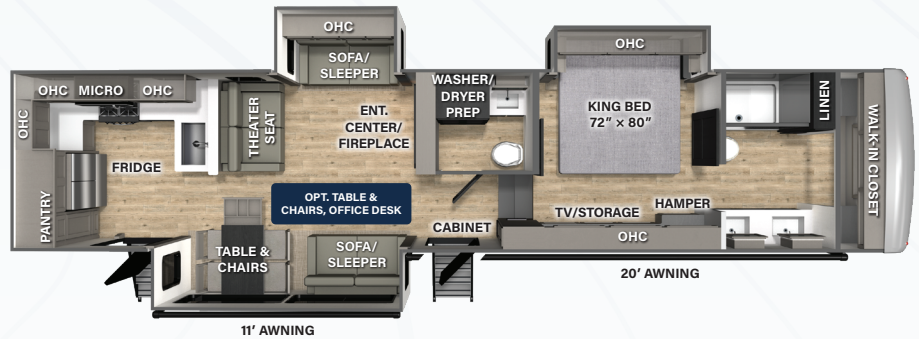 OHC
SOFA/
SLEEPER
OHC
OHC
MICRO
OHC
OHC
WASHER/
DRYER
PREP
THEATER
SEAT
ENT.
CENTER/
FIREPLACE
KING BED
72” × 80”
LINEN
WALK-IN CLOSET
FRIDGE
PANTRY
OPT. TABLE &
CHAIRS, OFFICE DESK
CABINET
TV/STORAGE
HAMPER
OHC
TABLE &
CHAIRS
SOFA/
SLEEPER
20’ AWNING
11’ AWNING